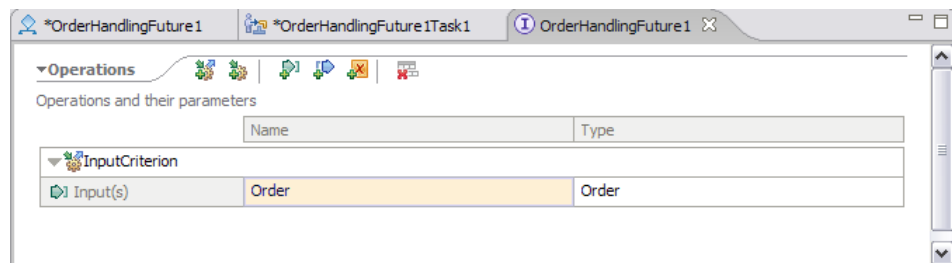 *OrderHandlingFuture1 *OrderHandlingFuture1Task1 OrderHandlingFuture1
Operations
Operations and their parameters
Name Type
InputCriterion
Input(s) Order Order